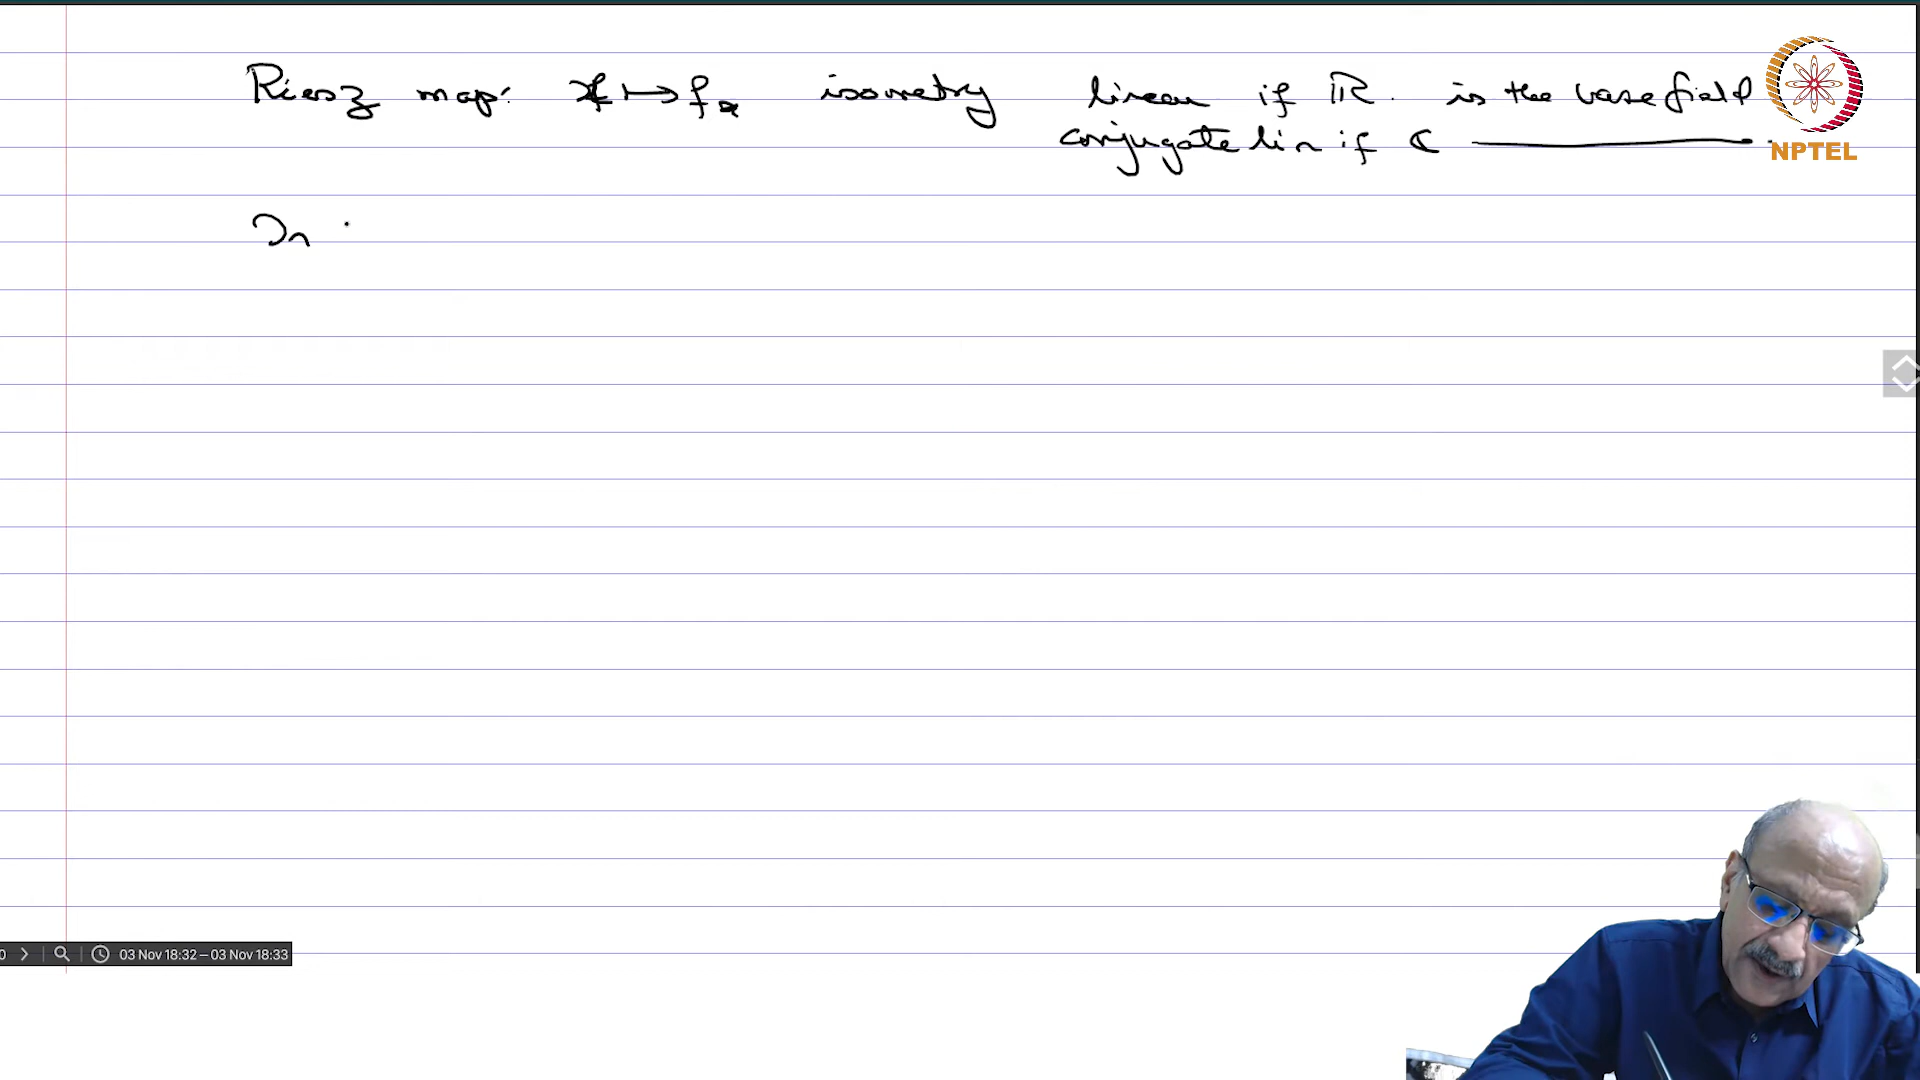 Riesz map: x ↦ f_x isometry linear if ℝ. is the base field
conjugate lin if ℂ ————
NPTEL
In
03 Nov 18:32 – 03 Nov 18:33